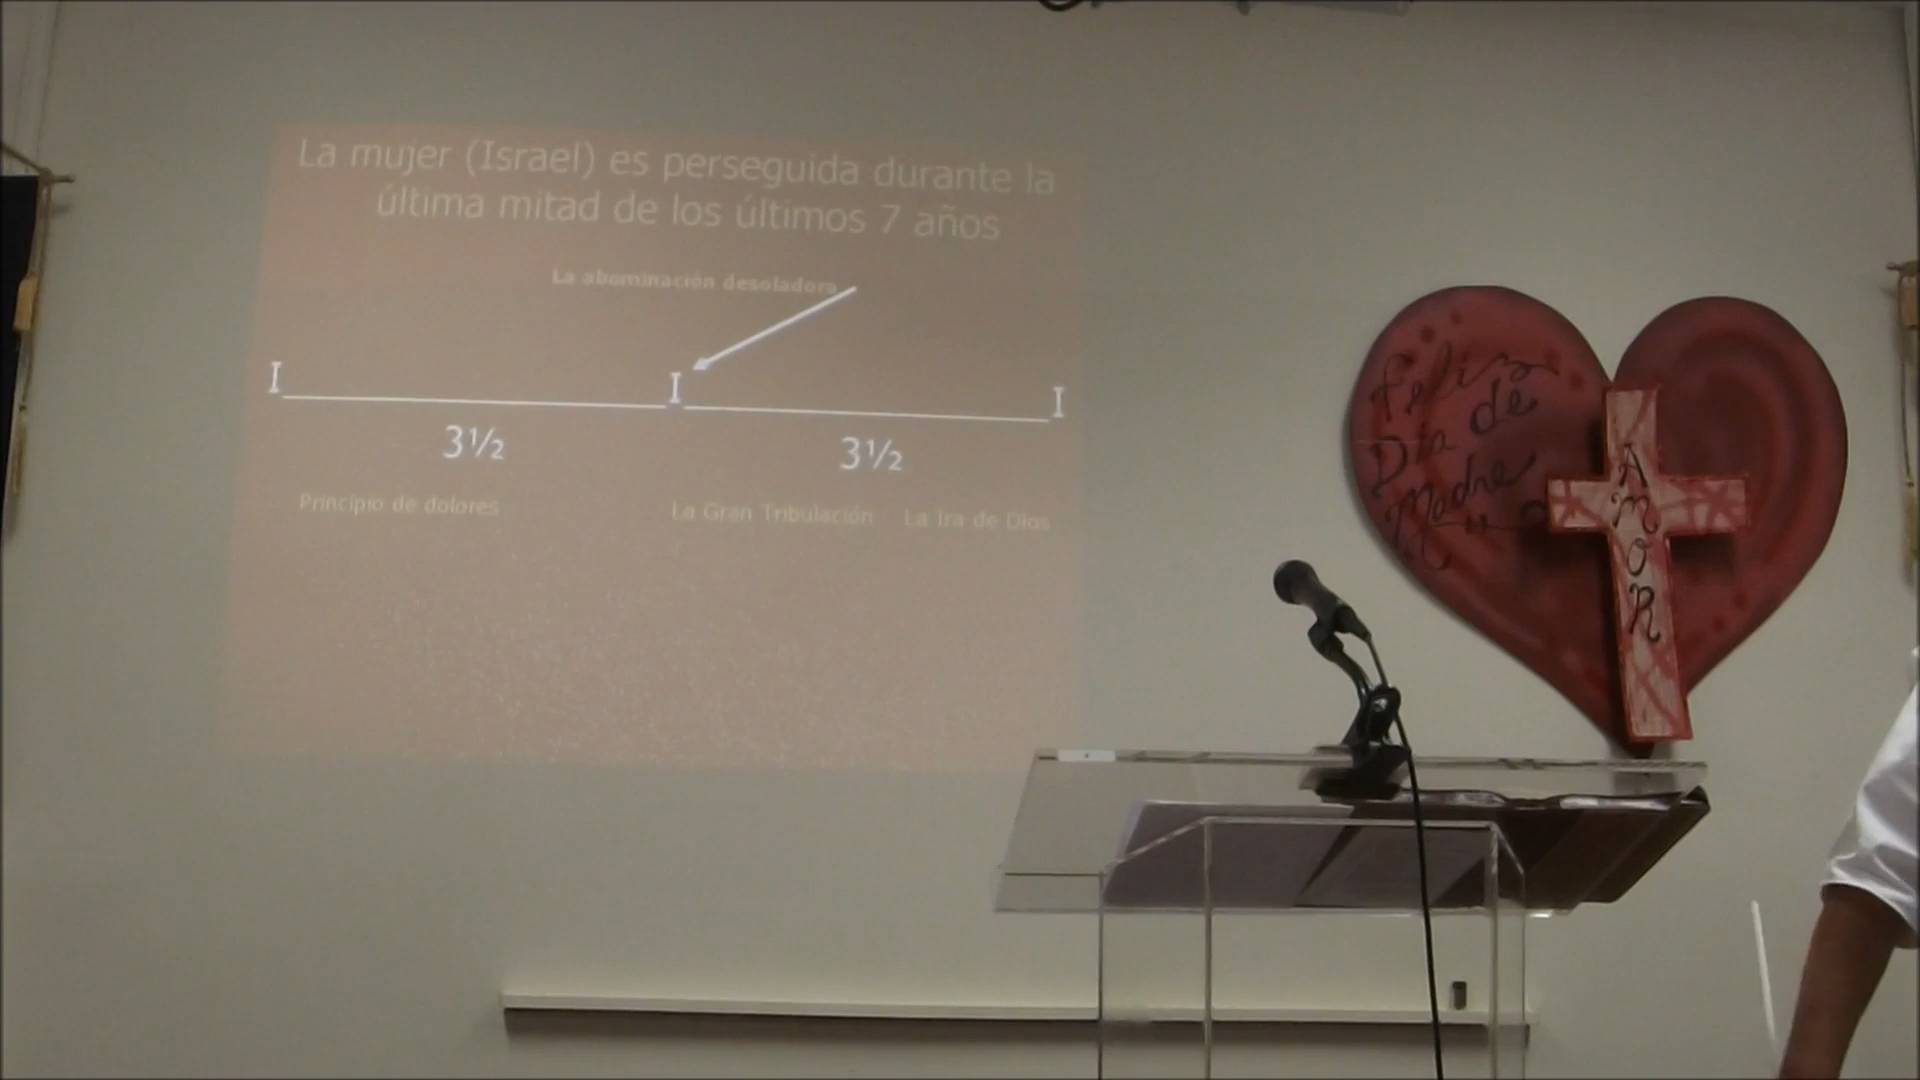 La mujer (Israel) es perseguida durante la
última mitad de los últimos 7 años
La abominación desoladora
I I I
3½ 3½
Principio de dolores La Gran Tribulación La Ira de Dios
Feliz
Dia de
Madre
AMOR